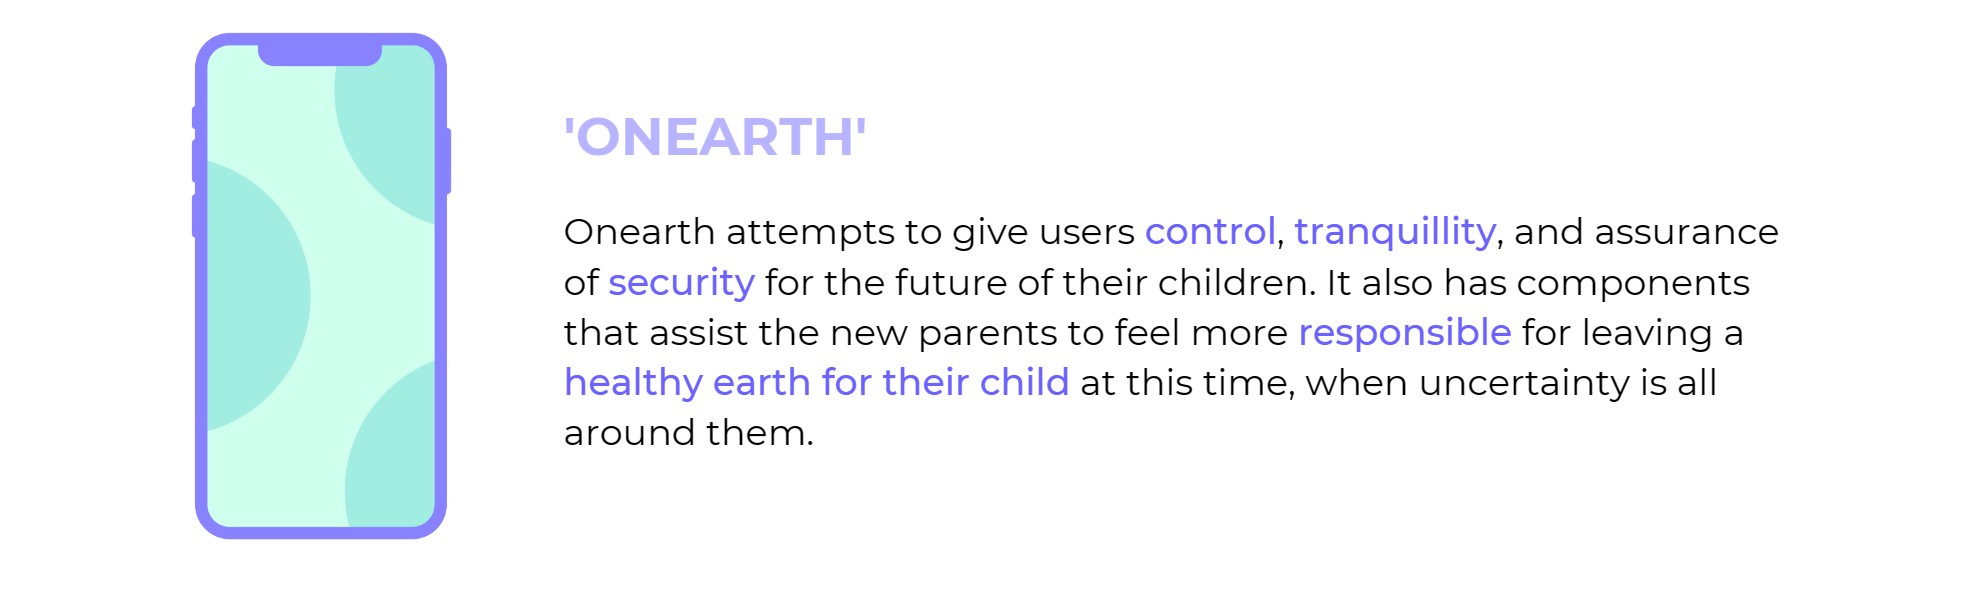 'ONEARTH'
Onearth attempts to give users control, tranquillity, and assurance
of security for the future of their children. It also has components
that assist the new parents to feel more responsible for leaving a
healthy earth for their child at this time, when uncertainty is all
around them.